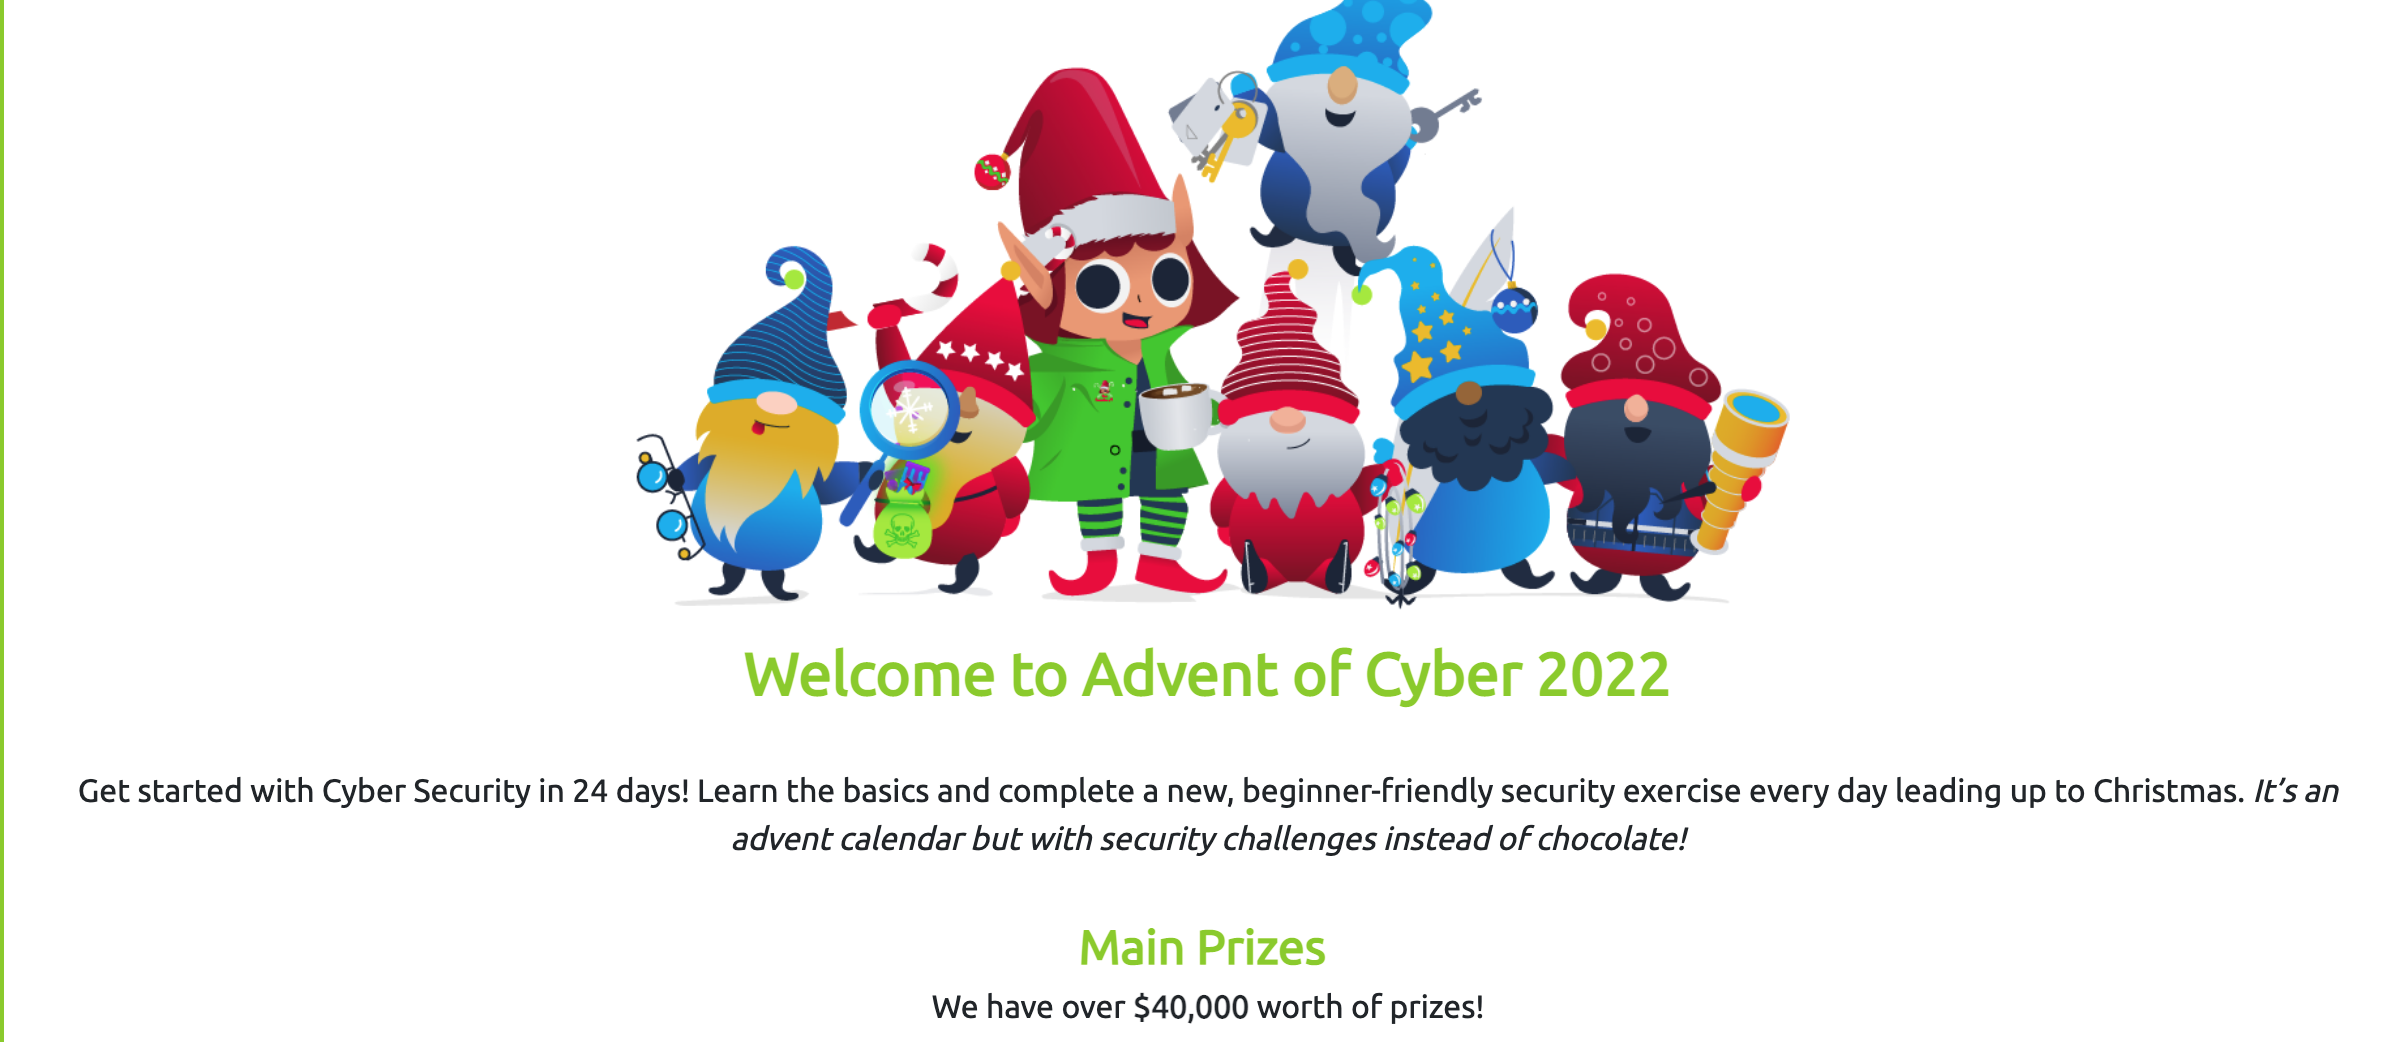 Welcome to Advent of Cyber 2022
Get started with Cyber Security in 24 days! Learn the basics and complete a new, beginner-friendly security exercise every day leading up to Christmas. It’s an
advent calendar but with security challenges instead of chocolate!
Main Prizes
We have over $40,000 worth of prizes!